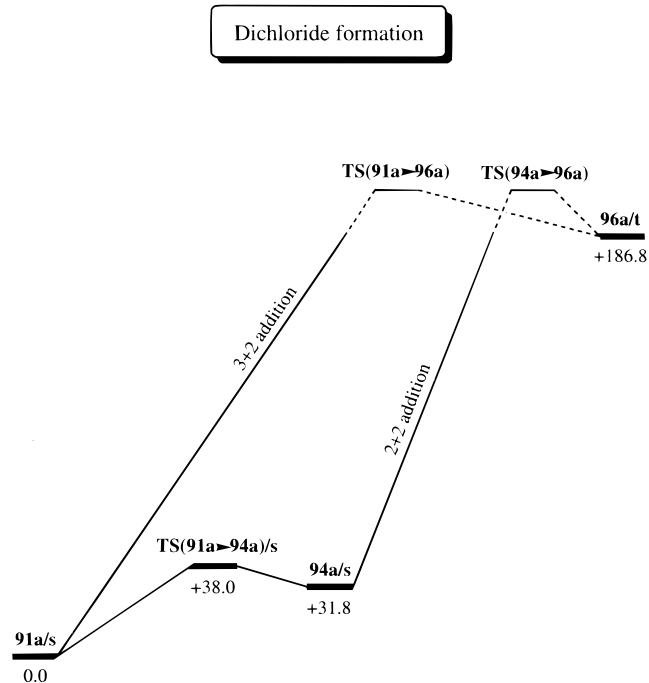 Dichloride formation
TS(91a➤96a)
TS(94a➤96a)
96a/t
+186.8
3+2 addition
2+2 addition
TS(91a➤94a)/s
+38.0
94a/s
+31.8
91a/s
0.0